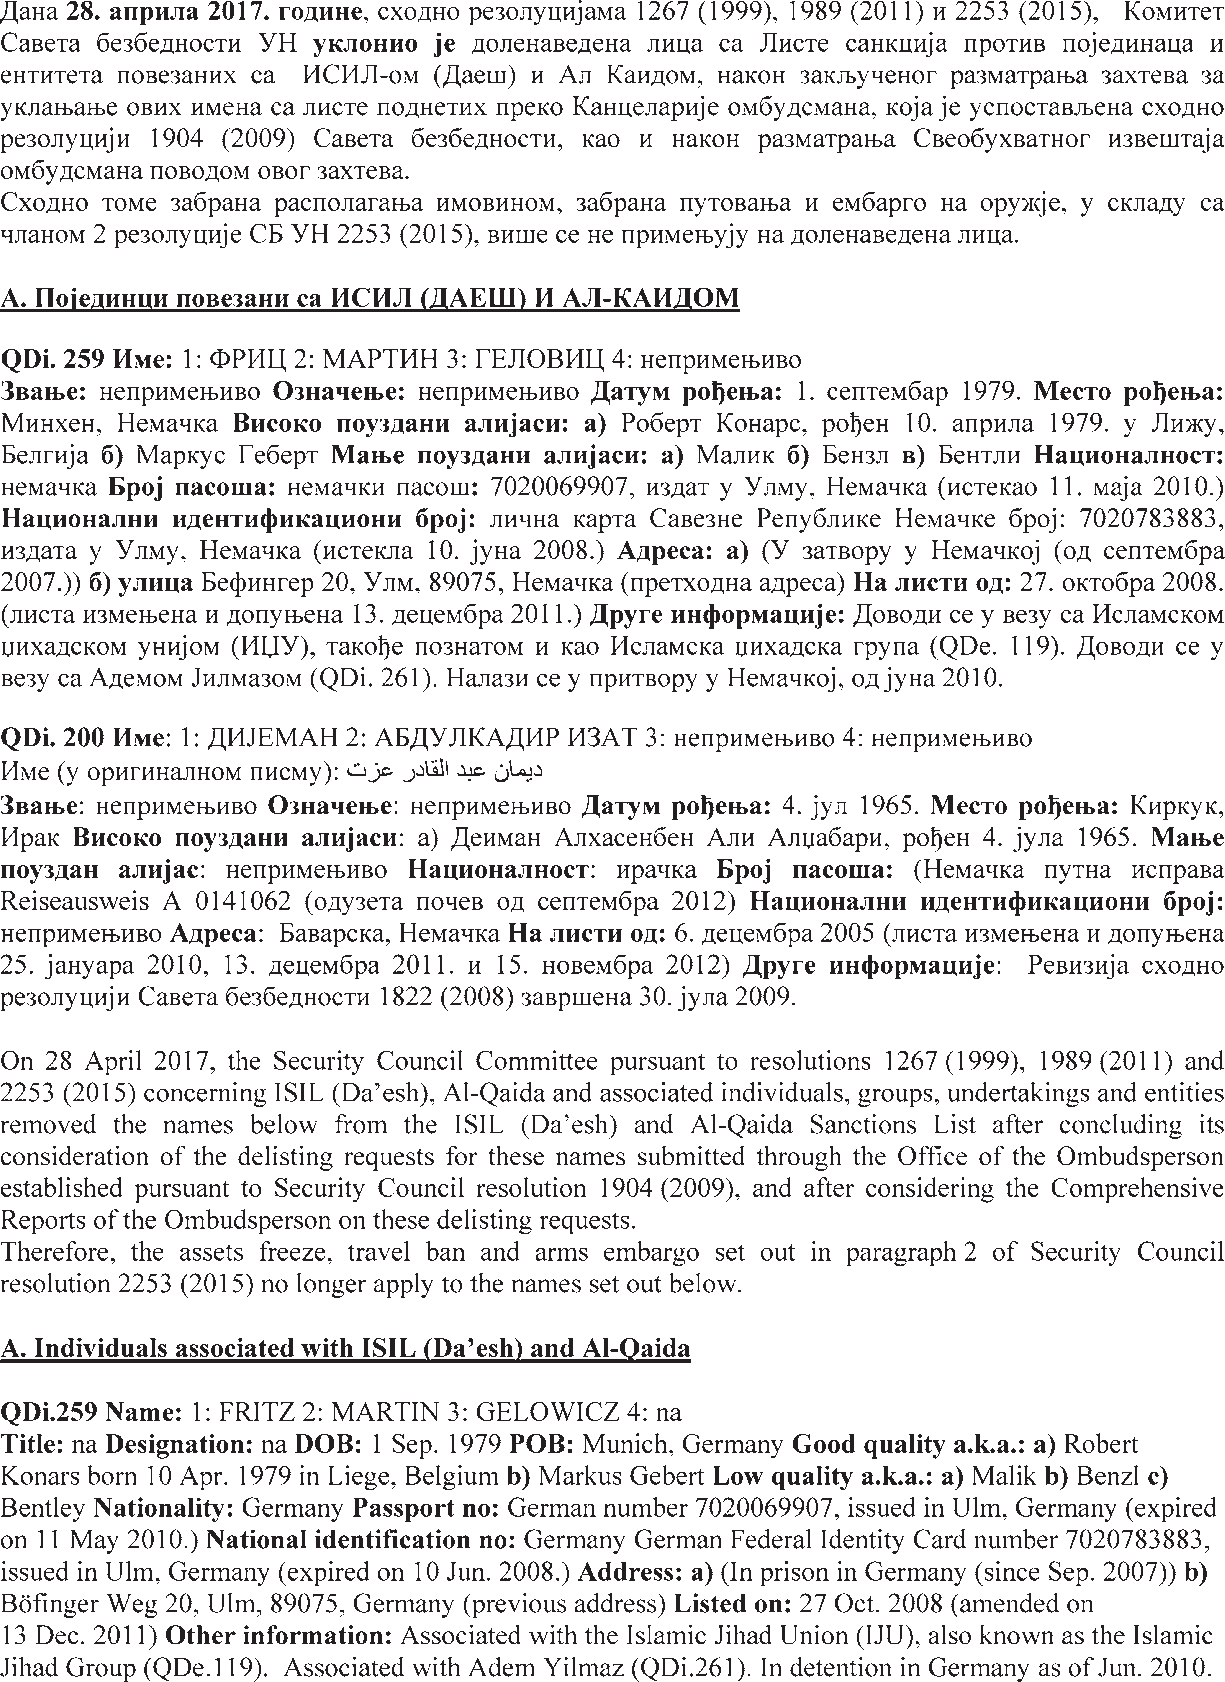 Дана 28. априла 2017. године, сходно резолуцијама 1267 (1999), 1989 (2011) и 2253 (2015), Комитет
Савета безбедности УН уклонио је доленаведена лица са Листе санкција против појединаца и
ентитета повезаних са ИСИЛ-ом (Даеш) и Ал Каидом, након закљученог разматрања захтева за
уклањање ових имена са листе поднетих преко Канцеларије омбудсмана, која је успостављена сходно
резолуцији 1904 (2009) Савета безбедности, као и након разматрања Свеобухватног извештаја
омбудсмана поводом овог захтева.
Сходно томе забрана располагања имовином, забрана путовања и ембарго на оружје, у складу са
чланом 2 резолуције СБ УН 2253 (2015), више се не примењују на доленаведена лица.
А. Појединци повезани са ИСИЛ (ДАЕШ) И АЛ-КАИДОМ
QDi. 259 Име: 1: ФРИЦ 2: МАРТИН 3: ГЕЛОВИЦ 4: непримењиво
Звање: непримењиво Означење: непримењиво Датум рођења: 1. септембар 1979. Место рођења:
Минхен, Немачка Високо поуздани алијаси: а) Роберт Конарс, рођен 10. априла 1979. у Лижу,
Белгија б) Маркус Геберт Мање поуздани алијаси: а) Малик б) Бензл в) Бентли Националност:
немачка Број пасоша: немачки пасош: 7020069907, издат у Улму, Немачка (истекао 11. маја 2010.)
Национални идентификациони број: лична карта Савезне Републике Немачке број: 7020783883,
издата у Улму, Немачка (истекла 10. јуна 2008.) Адреса: а) (У затвору у Немачкој (од септембра
2007.)) б) улица Бефингер 20, Улм, 89075, Немачка (претходна адреса) На листи од: 27. октобра 2008.
(листа измењена и допуњена 13. децембра 2011.) Друге информације: Доводи се у везу са Исламском
џихадском унијом (ИЏУ), такође познатом и као Исламска џихадска група (QDe. 119). Доводи се у
везу са Адемом Јилмазом (QDi. 261). Налази се у притвору у Немачкој, од јуна 2010.
QDi. 200 Име: 1: ДИЈЕМАН 2: АБДУЛКАДИР ИЗАТ 3: непримењиво 4: непримењиво
Име (у оригиналном писму): ديمان عبد القادر عزت
Звање: непримењиво Означење: непримењиво Датум рођења: 4. јул 1965. Место рођења: Киркук,
Ирак Високо поуздани алијаси: а) Деиман Алхасенбен Али Алџабари, рођен 4. јула 1965. Мање
поуздан алијас: непримењиво Националност: ирачка Број пасоша: (Немачка путна исправа
Reiseausweis A 0141062 (одузета почев од септембра 2012) Национални идентификациони број:
непримењиво Адреса: Баварска, Немачка На листи од: 6. децембра 2005 (листа измењена и допуњена
25. јануара 2010, 13. децембра 2011. и 15. новембра 2012) Друге информације: Ревизија сходно
резолуцији Савета безбедности 1822 (2008) завршена 30. јула 2009.
On 28 April 2017, the Security Council Committee pursuant to resolutions 1267 (1999), 1989 (2011) and
2253 (2015) concerning ISIL (Da’esh), Al-Qaida and associated individuals, groups, undertakings and entities
removed the names below from the ISIL (Da’esh) and Al-Qaida Sanctions List after concluding its
consideration of the delisting requests for these names submitted through the Office of the Ombudsperson
established pursuant to Security Council resolution 1904 (2009), and after considering the Comprehensive
Reports of the Ombudsperson on these delisting requests.
Therefore, the assets freeze, travel ban and arms embargo set out in paragraph 2 of Security Council
resolution 2253 (2015) no longer apply to the names set out below.
A. Individuals associated with ISIL (Da’esh) and Al-Qaida
QDi.259 Name: 1: FRITZ 2: MARTIN 3: GELOWICZ 4: na
Title: na Designation: na DOB: 1 Sep. 1979 POB: Munich, Germany Good quality a.k.a.: a) Robert
Konars born 10 Apr. 1979 in Liege, Belgium b) Markus Gebert Low quality a.k.a.: a) Malik b) Benzl c)
Bentley Nationality: Germany Passport no: German number 7020069907, issued in Ulm, Germany (expired
on 11 May 2010.) National identification no: Germany German Federal Identity Card number 7020783883,
issued in Ulm, Germany (expired on 10 Jun. 2008.) Address: a) (In prison in Germany (since Sep. 2007)) b)
Böfinger Weg 20, Ulm, 89075, Germany (previous address) Listed on: 27 Oct. 2008 (amended on
13 Dec. 2011) Other information: Associated with the Islamic Jihad Union (IJU), also known as the Islamic
Jihad Group (QDe.119). Associated with Adem Yilmaz (QDi.261). In detention in Germany as of Jun. 2010.